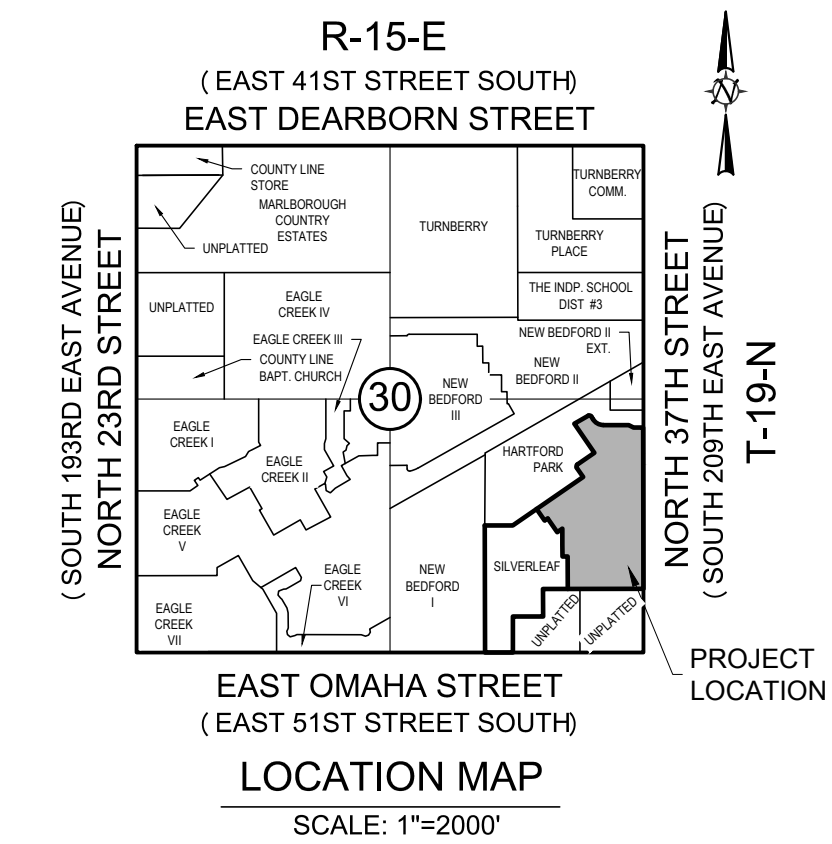 R-15-E
( EAST 41ST STREET SOUTH)
EAST DEARBORN STREET
N
( SOUTH 193RD EAST AVENUE)
NORTH 23RD STREET
COUNTY LINE
STORE
MARLBOROUGH
COUNTRY
ESTATES
UNPLATTED
TURNBERRY
TURNBERRY
COMM.
TURNBERRY
PLACE
UNPLATTED
EAGLE
CREEK IV
THE INDP. SCHOOL
DIST #3
EAGLE CREEK III
COUNTY LINE
BAPT. CHURCH
NEW BEDFORD II
EXT.
NEW
BEDFORD II
30
NEW
BEDFORD
III
EAGLE
CREEK I
EAGLE
CREEK II
HARTFORD
PARK
EAGLE
CREEK
V
EAGLE
CREEK
VI
NEW
BEDFORD
I
SILVERLEAF
EAGLE
CREEK
VII
UNPLATTED
UNPLATTED
NORTH 37TH STREET
( SOUTH 209TH EAST AVENUE)
T-19-N
PROJECT
LOCATION
EAST OMAHA STREET
( EAST 51ST STREET SOUTH)
LOCATION MAP
SCALE: 1"=2000'